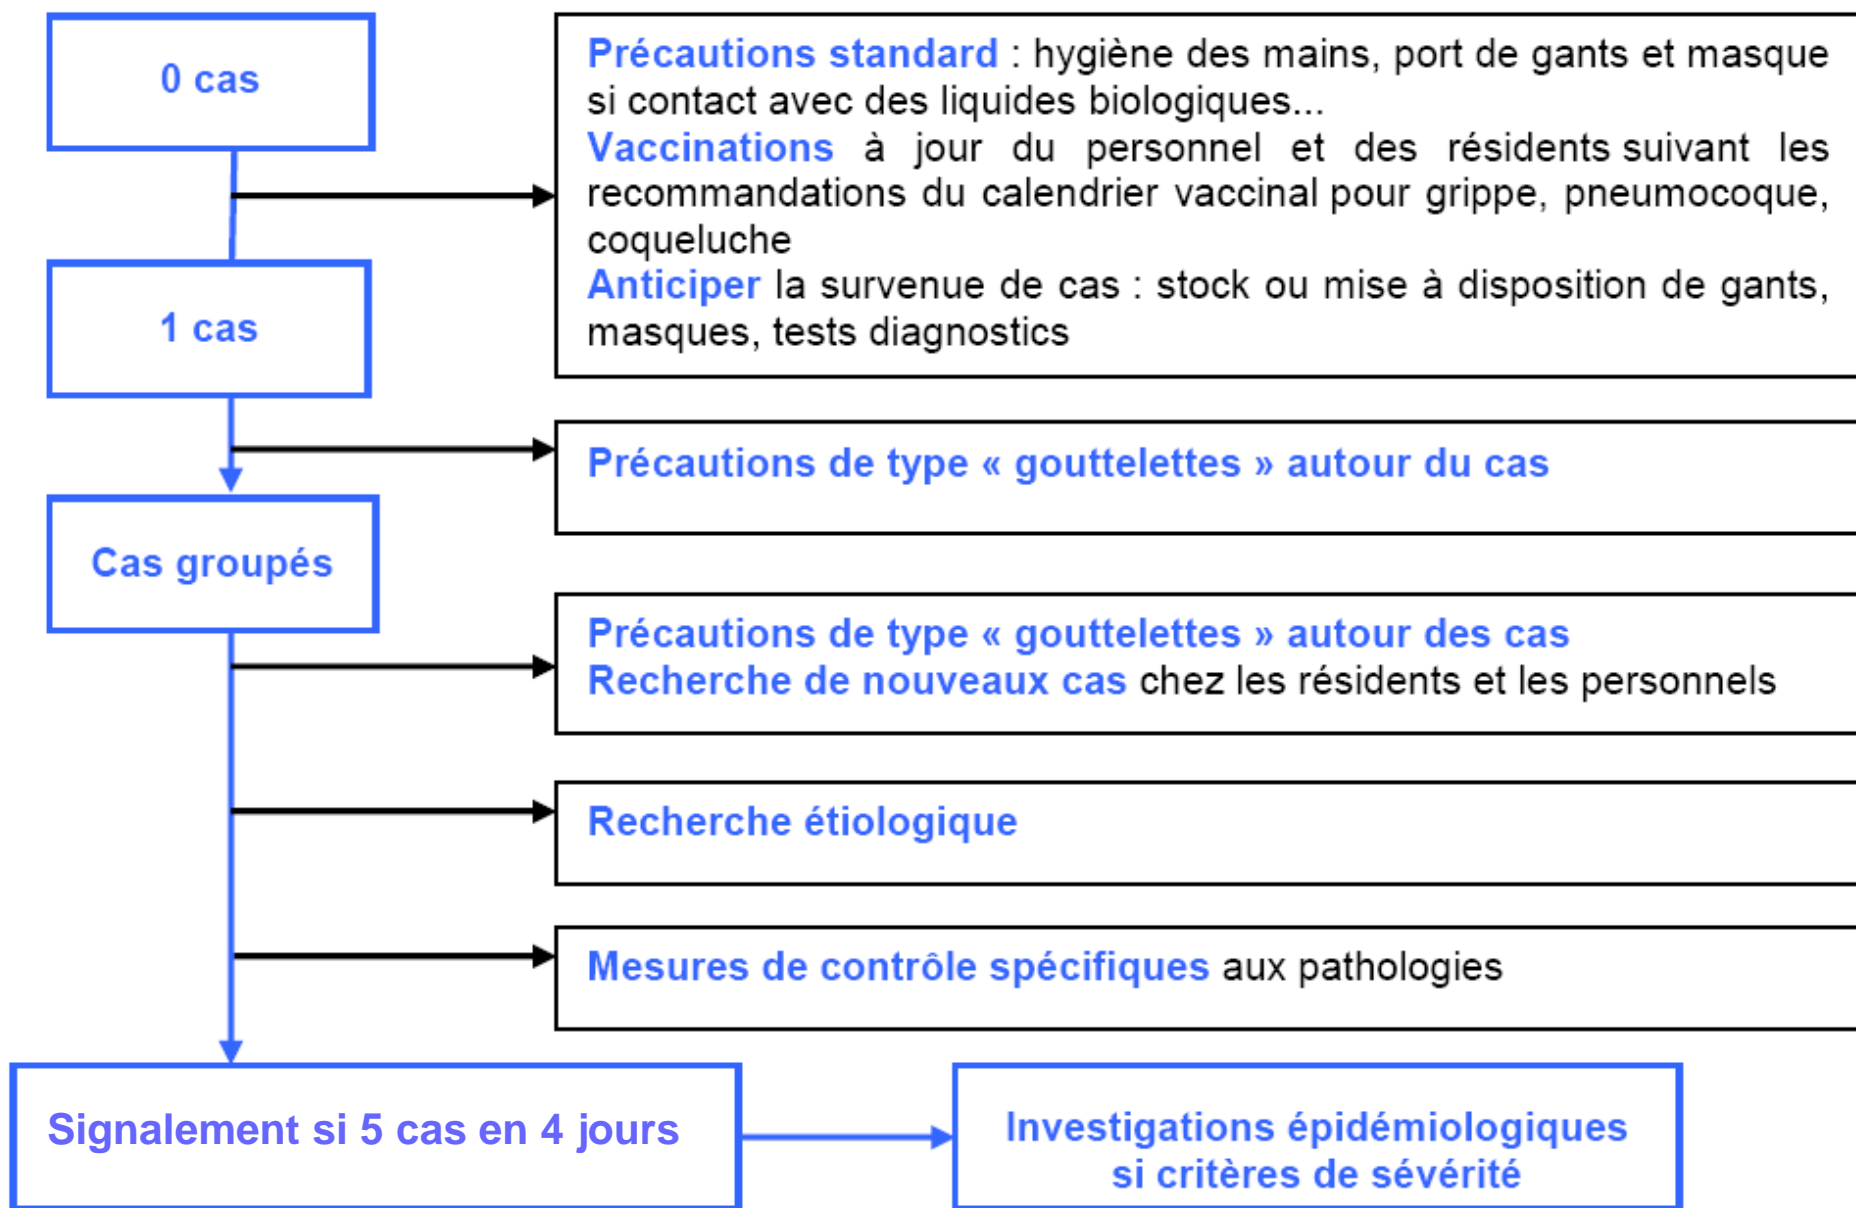 0 cas
Précautions standard : hygiène des mains, port de gants et masque
si contact avec des liquides biologiques...
Vaccinations à jour du personnel et des résidents suivant les
recommandations du calendrier vaccinal pour grippe, pneumocoque,
coqueluche
Anticiper la survenue de cas : stock ou mise à disposition de gants,
masques, tests diagnostics
1 cas
Précautions de type « gouttelettes » autour du cas
Cas groupés
Précautions de type « gouttelettes » autour des cas
Recherche de nouveaux cas chez les résidents et les personnels
Recherche étiologique
Mesures de contrôle spécifiques aux pathologies
Signalement si 5 cas en 4 jours
Investigations épidémiologiques
si critères de sévérité